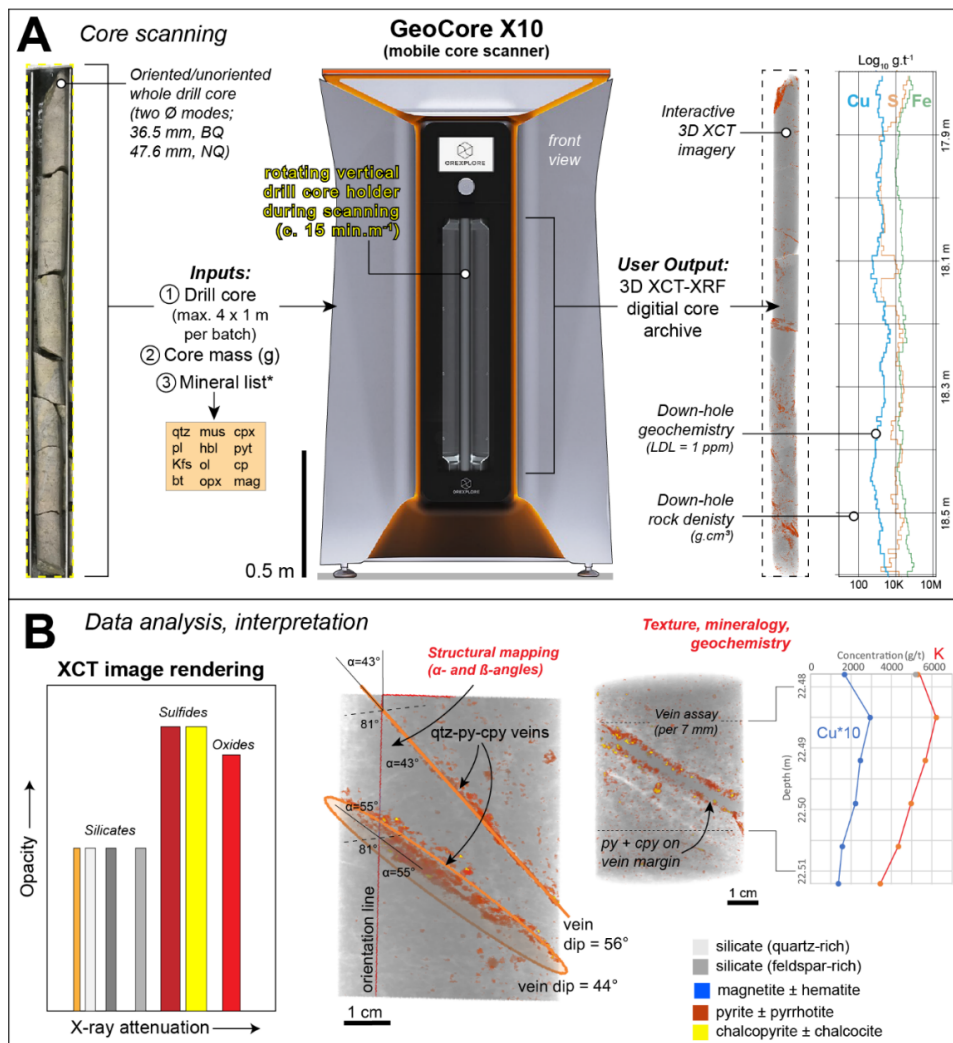 A
Core scanning
Oriented/unoriented
whole drill core
(two Ø modes;
36.5 mm, BQ
47.6 mm, NQ)
Inputs:
① Drill core
(max. 4 x 1 m
per batch)
② Core mass (g)
③ Mineral list*
qtz mus cpx
pl hbl pyt
Kfs ol cp
bt opx mag
0.5 m
GeoCore X10
(mobile core scanner)
OREXPLORE
front
view
rotating vertical
drill core holder
during scanning
(c. 15 min.m⁻¹)
OREXPLORE
User Output:
3D XCT-XRF
digitial core
archive
Interactive
3D XCT
imagery
Down-hole
geochemistry
(LDL = 1 ppm)
Down-hole
rock denisty
(g.cm³)
Log₁₀ g.t⁻¹
Cu S Fe
17.9 m
18.1 m
18.3 m
18.5 m
100 10K 10M
B
Data analysis, interpretation
XCT image rendering
Opacity
Silicates
Sulfides
Oxides
X-ray attenuation
Structural mapping
(α- and ß-angles)
α=43°
81°
α=43°
qtz-py-cpy veins
α=55°
81°
α=55°
orientation line
vein
dip = 56°
vein dip = 44°
1 cm
Texture, mineralogy,
geochemistry
Vein assay
(per 7 mm)
py + cpy on
vein margin
1 cm
Concentration (g/t) K
0 2000 4000 6000
Cu*10
Depth (m)
22.48
22.49
22.50
22.51
silicate (quartz-rich)
silicate (feldspar-rich)
magnetite ± hematite
pyrite ± pyrrhotite
chalcopyrite ± chalcocite